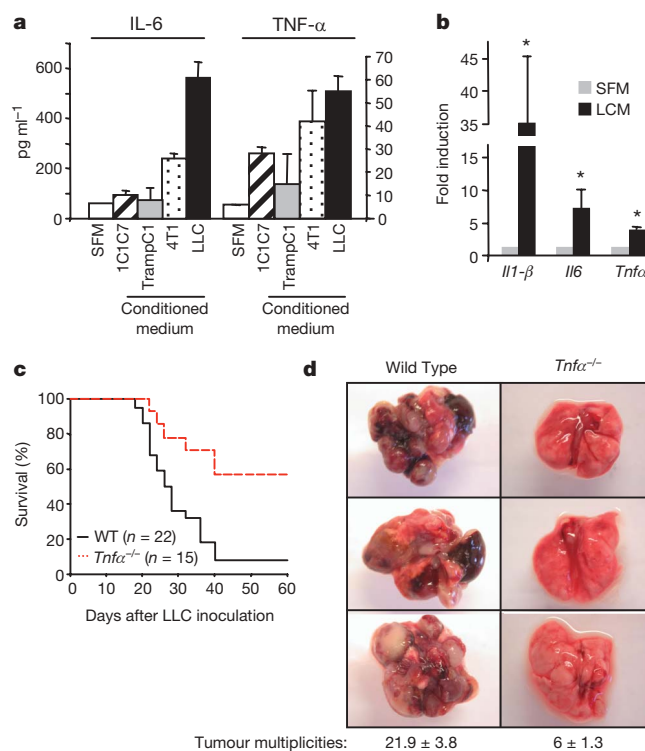 a
IL-6 TNF-α
pg ml⁻¹
600
400
200
0
70
60
50
40
30
20
10
0
SFM
1C1C7
TrampC1
4T1
LLC
SFM
1C1C7
TrampC1
4T1
LLC
Conditioned medium
Conditioned medium
b
Fold induction
45
35
25
15
10
5
0
*
*
*
SFM
LCM
Il1-β Il6 Tnfα
c
Survival (%)
100
80
60
40
20
0
WT (n = 22)
Tnfα⁻/⁻ (n = 15)
0 20 40 60
Days after LLC inoculation
d
Wild Type Tnfα⁻/⁻
Tumour multiplicities: 21.9 ± 3.8 6 ± 1.3